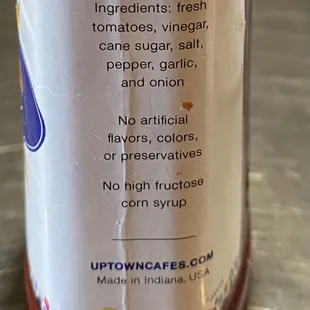 Ingredients: fresh
tomatoes, vinegar,
cane sugar, salt,
pepper, garlic,
and onion
No artificial
flavors, colors,
or preservatives
No high fructose
corn syrup
UPTOWNCAFES.COM
Made in Indiana, USA